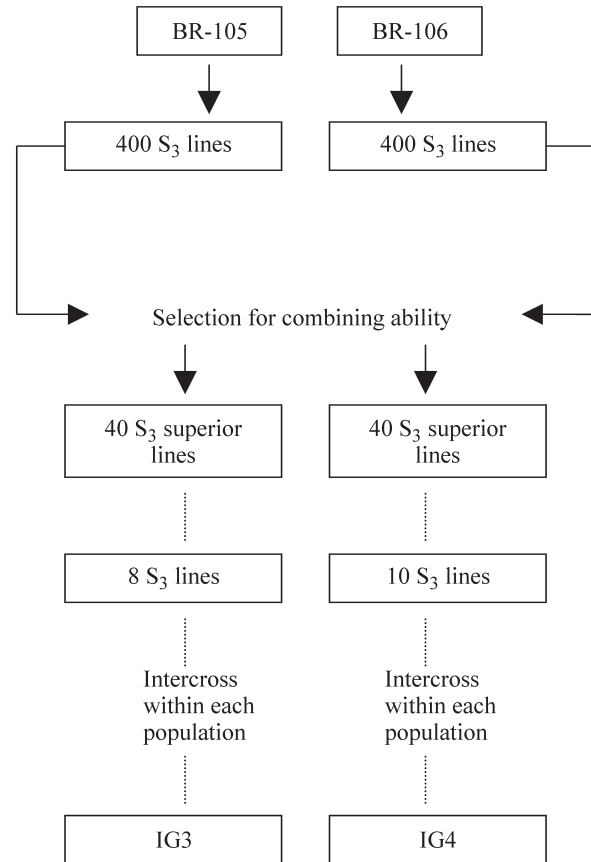 BR-105
BR-106
400 S₃ lines
400 S₃ lines
Selection for combining ability
40 S₃ superior
lines
40 S₃ superior
lines
8 S₃ lines
10 S₃ lines
Intercross
within each
population
Intercross
within each
population
IG3
IG4